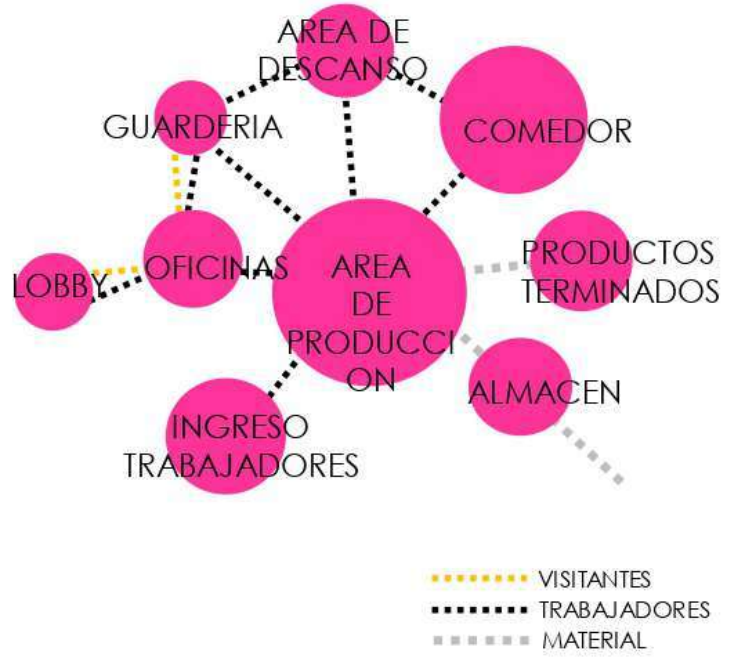 AREA DE
DESCANSO
GUARDERIA
COMEDOR
LOBBY
OFICINAS
AREA
DE
PRODUCCI
ON
PRODUCTOS
TERMINADOS
ALMACEN
INGRESO
TRABAJADORES
VISITANTES
TRABAJADORES
MATERIAL